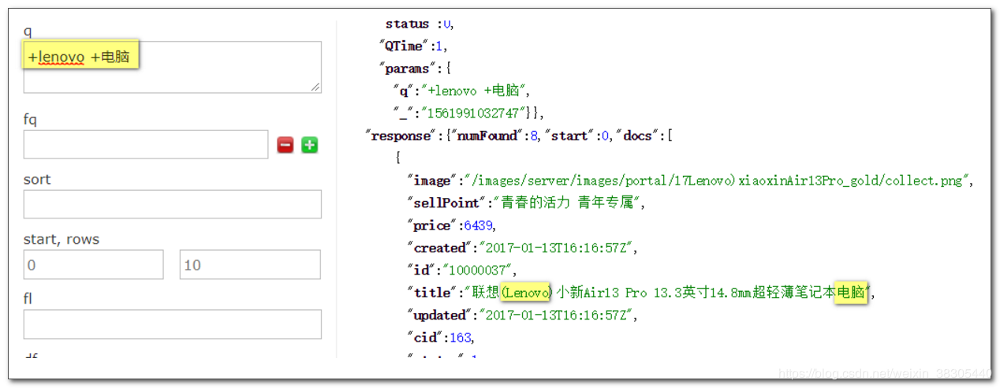 q
+lenovo +电脑
fq
sort
start, rows
0 10
fl
df
status":0,
"QTime":1,
"params":{
"q":"+lenovo +电脑",
"_":"1561991032747"}},
"response":{"numFound":8,"start":0,"docs":[
{
"image":"/images/server/images/portal/17Lenovo)xiaoxinAir13Pro_gold/collect.png",
"sellPoint":"青春的活力 青年专属",
"price":6439,
"created":"2017-01-13T16:16:57Z",
"id":"10000037",
"title":"联想(Lenovo)小新Air13 Pro 13.3英寸14.8mm超轻薄笔记本电脑",
"updated":"2017-01-13T16:16:57Z",
"cid":163,
https://blog.csdn.net/weixin_38305440